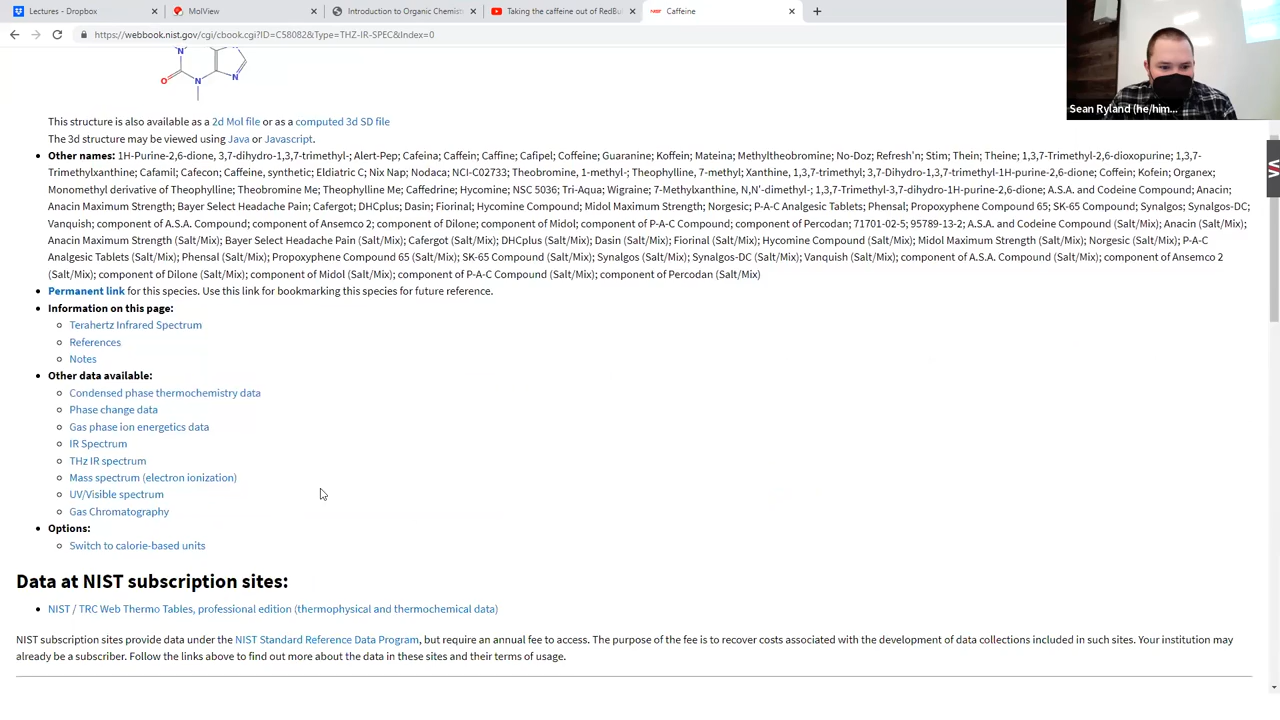 Lectures - Dropbox
MolView
Introduction to Organic Chemist
Taking the caffeine out of RedBu
NIST
Caffeine
https://webbook.nist.gov/cgi/cbook.cgi?ID=C58082&Type=THZ-IR-SPEC&Index=0
Sean Ryland (he/him...
N
O
N
N
This structure is also available as a 2d Mol file or as a computed 3d SD file
The 3d structure may be viewed using Java or Javascript.
Other names: 1H-Purine-2,6-dione, 3,7-dihydro-1,3,7-trimethyl-; Alert-Pep; Cafeina; Caffein; Caffine; Cafipel; Coffeine; Guaranine; Koffein; Mateina; Methyltheobromine; No-Doz; Refresh'n; Stim; Thein; Theine; 1,3,7-Trimethyl-2,6-dioxopurine; 1,3,7-
Trimethylxanthine; Cafamil; Cafecon; Caffeine, synthetic; Eldiatric C; Nix Nap; Nodaca; NCI-C02733; Theobromine, 1-methyl-; Theophylline, 7-methyl; Xanthine, 1,3,7-trimethyl; 3,7-Dihydro-1,3,7-trimethyl-1H-purine-2,6-dione; Coffein; Kofein; Organex;
Monomethyl derivative of Theophylline; Theobromine Me; Theophylline Me; Caffedrine; Hycomine; NSC 5036; Tri-Aqua; Wigraine; 7-Methylxanthine, N,N'-dimethyl-; 1,3,7-Trimethyl-3,7-dihydro-1H-purine-2,6-dione; A.S.A. and Codeine Compound; Anacin;
Anacin Maximum Strength; Bayer Select Headache Pain; Cafergot; DHCplus; Dasin; Fiorinal; Hycomine Compound; Midol Maximum Strength; Norgesic; P-A-C Analgesic Tablets; Phensal; Propoxyphene Compound 65; SK-65 Compound; Synalgos; Synalgos-DC;
Vanquish; component of A.S.A. Compound; component of Ansemco 2; component of Dilone; component of Midol; component of P-A-C Compound; component of Percodan; 71701-02-5; 95789-13-2; A.S.A. and Codeine Compound (Salt/Mix); Anacin (Salt/Mix);
Anacin Maximum Strength (Salt/Mix); Bayer Select Headache Pain (Salt/Mix); Cafergot (Salt/Mix); DHCplus (Salt/Mix); Dasin (Salt/Mix); Fiorinal (Salt/Mix); Hycomine Compound (Salt/Mix); Midol Maximum Strength (Salt/Mix); Norgesic (Salt/Mix); P-A-C
Analgesic Tablets (Salt/Mix); Phensal (Salt/Mix); Propoxyphene Compound 65 (Salt/Mix); SK-65 Compound (Salt/Mix); Synalgos (Salt/Mix); Synalgos-DC (Salt/Mix); Vanquish (Salt/Mix); component of A.S.A. Compound (Salt/Mix); component of Ansemco 2
(Salt/Mix); component of Dilone (Salt/Mix); component of Midol (Salt/Mix); component of P-A-C Compound (Salt/Mix); component of Percodan (Salt/Mix)
Permanent link for this species. Use this link for bookmarking this species for future reference.
Information on this page:
Terahertz Infrared Spectrum
References
Notes
Other data available:
Condensed phase thermochemistry data
Phase change data
Gas phase ion energetics data
IR Spectrum
THz IR spectrum
Mass spectrum (electron ionization)
UV/Visible spectrum
Gas Chromatography
Options:
Switch to calorie-based units
Data at NIST subscription sites:
NIST / TRC Web Thermo Tables, professional edition (thermophysical and thermochemical data)
NIST subscription sites provide data under the NIST Standard Reference Data Program, but require an annual fee to access. The purpose of the fee is to recover costs associated with the development of data collections included in such sites. Your institution may
already be a subscriber. Follow the links above to find out more about the data in these sites and their terms of usage.